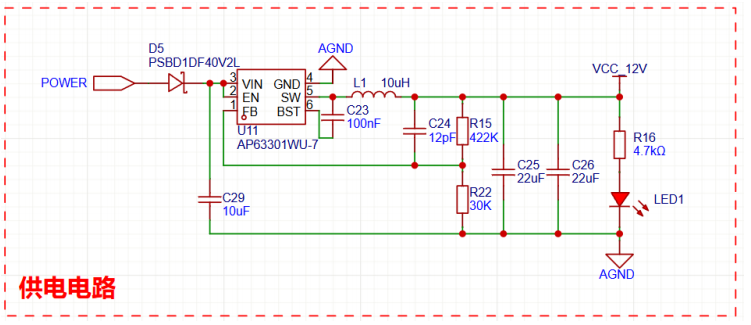 D5
PSBD1DF40V2L
POWER
AGND
3 VIN GND 4
2 EN SW 5
1 FB BST 6
U11
AP63301WU-7
L1 10uH
C23
100nF
C24
12pF
R15
422K
R22
30K
C25
22uF
C26
22uF
VCC_12V
R16
4.7kΩ
LED1
C29
10uF
AGND
供电电路